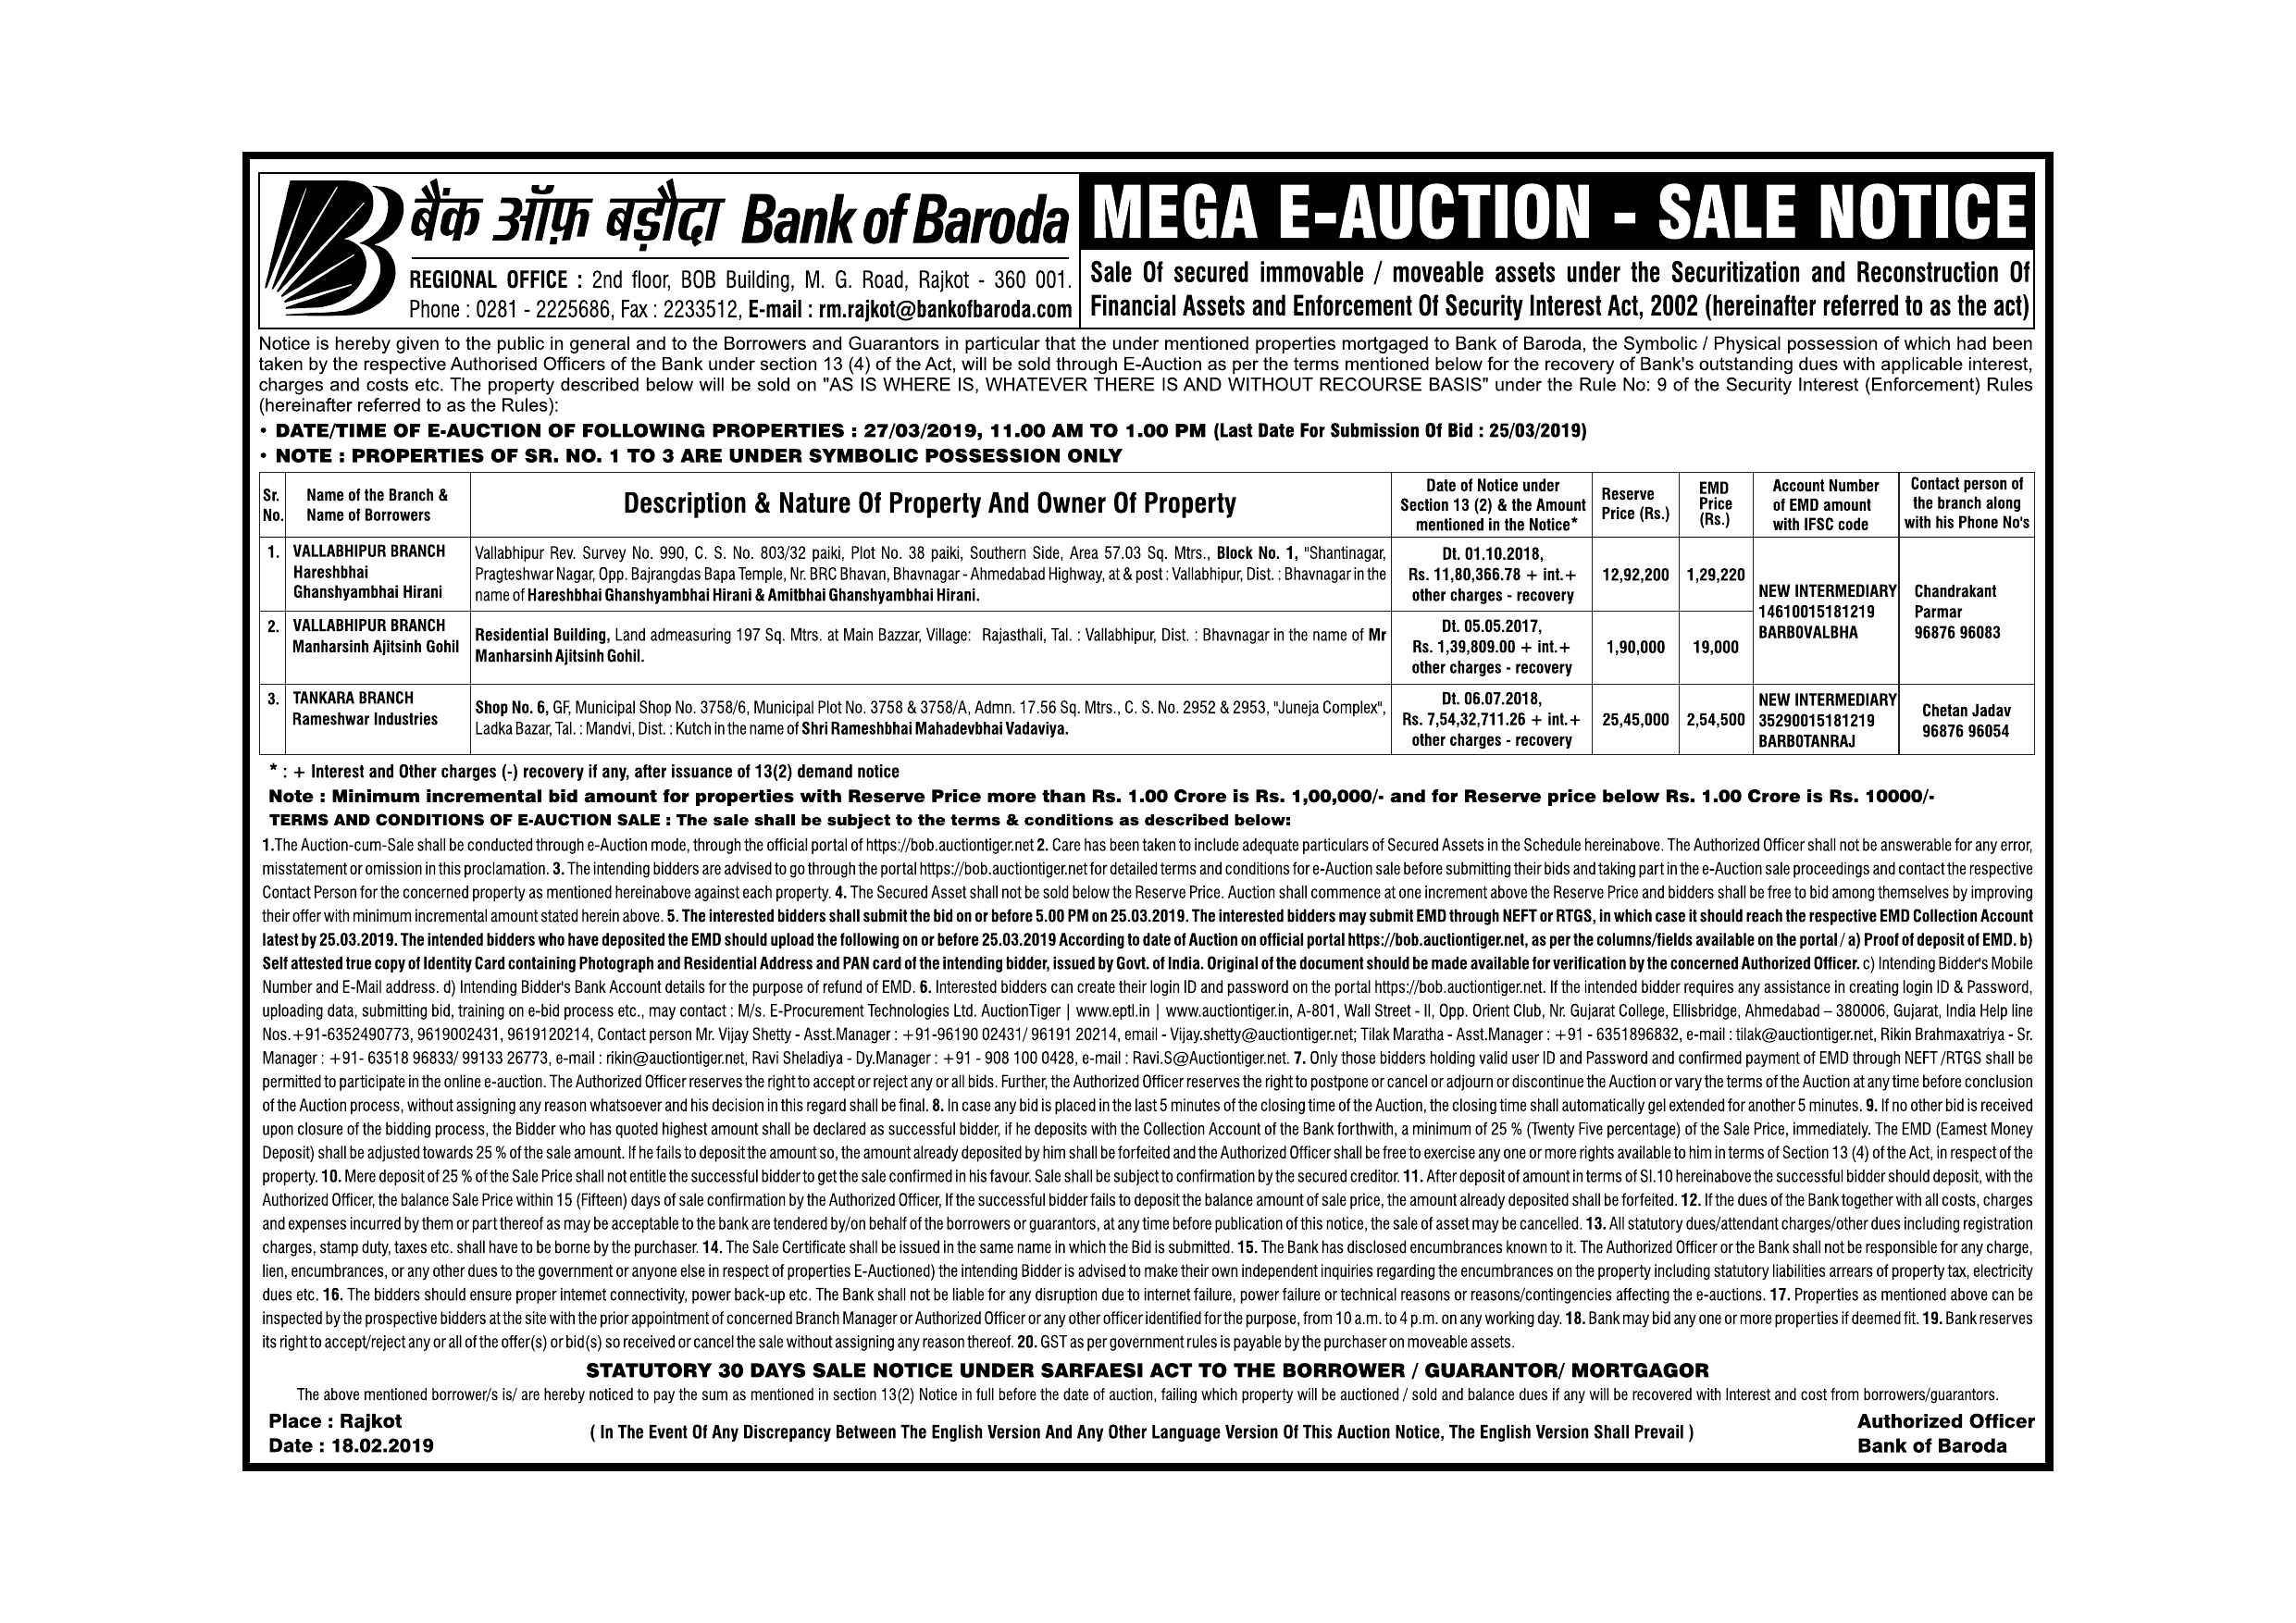 बैंक ऑफ़ बड़ौदा Bank of Baroda
REGIONAL OFFICE : 2nd floor, BOB Building, M. G. Road, Rajkot - 360 001.
Phone : 0281 - 2225686, Fax : 2233512, E-mail : rm.rajkot@bankofbaroda.com
MEGA E-AUCTION - SALE NOTICE
Sale Of secured immovable / moveable assets under the Securitization and Reconstruction Of
Financial Assets and Enforcement Of Security Interest Act, 2002 (hereinafter referred to as the act)
Notice is hereby given to the public in general and to the Borrowers and Guarantors in particular that the under mentioned properties mortgaged to Bank of Baroda, the Symbolic / Physical possession of which had been
taken by the respective Authorised Officers of the Bank under section 13 (4) of the Act, will be sold through E-Auction as per the terms mentioned below for the recovery of Bank's outstanding dues with applicable interest,
charges and costs etc. The property described below will be sold on "AS IS WHERE IS, WHATEVER THERE IS AND WITHOUT RECOURSE BASIS" under the Rule No: 9 of the Security Interest (Enforcement) Rules
(hereinafter referred to as the Rules):
• DATE/TIME OF E-AUCTION OF FOLLOWING PROPERTIES : 27/03/2019, 11.00 AM TO 1.00 PM (Last Date For Submission Of Bid : 25/03/2019)
• NOTE : PROPERTIES OF SR. NO. 1 TO 3 ARE UNDER SYMBOLIC POSSESSION ONLY
Sr.
No.
Name of the Branch &
Name of Borrowers
Description & Nature Of Property And Owner Of Property
Date of Notice under
Section 13 (2) & the Amount
mentioned in the Notice*
Reserve
Price (Rs.)
EMD
Price
(Rs.)
Account Number
of EMD amount
with IFSC code
Contact person of
the branch along
with his Phone No's
1.
VALLABHIPUR BRANCH
Hareshbhai
Ghanshyambhai Hirani
Vallabhipur Rev. Survey No. 990, C. S. No. 803/32 paiki, Plot No. 38 paiki, Southern Side, Area 57.03 Sq. Mtrs., Block No. 1, "Shantinagar,
Pragteshwar Nagar, Opp. Bajrangdas Bapa Temple, Nr. BRC Bhavan, Bhavnagar - Ahmedabad Highway, at & post : Vallabhipur, Dist. : Bhavnagar in the
name of Hareshbhai Ghanshyambhai Hirani & Amitbhai Ghanshyambhai Hirani.
Dt. 01.10.2018,
Rs. 11,80,366.78 + int.+
other charges - recovery
12,92,200
1,29,220
NEW INTERMEDIARY
14610015181219
BARB0VALBHA
Chandrakant
Parmar
96876 96083
2.
VALLABHIPUR BRANCH
Manharsinh Ajitsinh Gohil
Residential Building, Land admeasuring 197 Sq. Mtrs. at Main Bazzar, Village: Rajasthali, Tal. : Vallabhipur, Dist. : Bhavnagar in the name of Mr
Manharsinh Ajitsinh Gohil.
Dt. 05.05.2017,
Rs. 1,39,809.00 + int.+
other charges - recovery
1,90,000
19,000
3.
TANKARA BRANCH
Rameshwar Industries
Shop No. 6, GF, Municipal Shop No. 3758/6, Municipal Plot No. 3758 & 3758/A, Admn. 17.56 Sq. Mtrs., C. S. No. 2952 & 2953, "Juneja Complex",
Ladka Bazar, Tal. : Mandvi, Dist. : Kutch in the name of Shri Rameshbhai Mahadevbhai Vadaviya.
Dt. 06.07.2018,
Rs. 7,54,32,711.26 + int.+
other charges - recovery
25,45,000
2,54,500
NEW INTERMEDIARY
35290015181219
BARB0TANRAJ
Chetan Jadav
96876 96054
* : + Interest and Other charges (-) recovery if any, after issuance of 13(2) demand notice
Note : Minimum incremental bid amount for properties with Reserve Price more than Rs. 1.00 Crore is Rs. 1,00,000/- and for Reserve price below Rs. 1.00 Crore is Rs. 10000/-
TERMS AND CONDITIONS OF E-AUCTION SALE : The sale shall be subject to the terms & conditions as described below:
1.The Auction-cum-Sale shall be conducted through e-Auction mode, through the official portal of https://bob.auctiontiger.net 2. Care has been taken to include adequate particulars of Secured Assets in the Schedule hereinabove. The Authorized Officer shall not be answerable for any error,
misstatement or omission in this proclamation. 3. The intending bidders are advised to go through the portal https://bob.auctiontiger.net for detailed terms and conditions for e-Auction sale before submitting their bids and taking part in the e-Auction sale proceedings and contact the respective
Contact Person for the concerned property as mentioned hereinabove against each property. 4. The Secured Asset shall not be sold below the Reserve Price. Auction shall commence at one increment above the Reserve Price and bidders shall be free to bid among themselves by improving
their offer with minimum incremental amount stated herein above. 5. The interested bidders shall submit the bid on or before 5.00 PM on 25.03.2019. The interested bidders may submit EMD through NEFT or RTGS, in which case it should reach the respective EMD Collection Account
latest by 25.03.2019. The intended bidders who have deposited the EMD should upload the following on or before 25.03.2019 According to date of Auction on official portal https://bob.auctiontiger.net, as per the columns/fields available on the portal / a) Proof of deposit of EMD. b)
Self attested true copy of Identity Card containing Photograph and Residential Address and PAN card of the intending bidder, issued by Govt. of India. Original of the document should be made available for verification by the concerned Authorized Officer. c) Intending Bidder's Mobile
Number and E-Mail address. d) Intending Bidder's Bank Account details for the purpose of refund of EMD. 6. Interested bidders can create their login ID and password on the portal https://bob.auctiontiger.net. If the intended bidder requires any assistance in creating login ID & Password,
uploading data, submitting bid, training on e-bid process etc., may contact : M/s. E-Procurement Technologies Ltd. AuctionTiger | www.eptl.in | www.auctiontiger.in, A-801, Wall Street - II, Opp. Orient Club, Nr. Gujarat College, Ellisbridge, Ahmedabad – 380006, Gujarat, India Help line
Nos.+91-6352490773, 9619002431, 9619120214, Contact person Mr. Vijay Shetty - Asst.Manager : +91-96190 02431/ 96191 20214, email - Vijay.shetty@auctiontiger.net; Tilak Maratha - Asst.Manager : +91 - 6351896832, e-mail : tilak@auctiontiger.net, Rikin Brahmaxatriya - Sr.
Manager : +91- 63518 96833/ 99133 26773, e-mail : rikin@auctiontiger.net, Ravi Sheladiya - Dy.Manager : +91 - 908 100 0428, e-mail : Ravi.S@Auctiontiger.net. 7. Only those bidders holding valid user ID and Password and confirmed payment of EMD through NEFT /RTGS shall be
permitted to participate in the online e-auction. The Authorized Officer reserves the right to accept or reject any or all bids. Further, the Authorized Officer reserves the right to postpone or cancel or adjourn or discontinue the Auction or vary the terms of the Auction at any time before conclusion
of the Auction process, without assigning any reason whatsoever and his decision in this regard shall be final. 8. In case any bid is placed in the last 5 minutes of the closing time of the Auction, the closing time shall automatically gel extended for another 5 minutes. 9. If no other bid is received
upon closure of the bidding process, the Bidder who has quoted highest amount shall be declared as successful bidder, if he deposits with the Collection Account of the Bank forthwith, a minimum of 25 % (Twenty Five percentage) of the Sale Price, immediately. The EMD (Eamest Money
Deposit) shall be adjusted towards 25 % of the sale amount. If he fails to deposit the amount so, the amount already deposited by him shall be forfeited and the Authorized Officer shall be free to exercise any one or more rights available to him in terms of Section 13 (4) of the Act, in respect of the
property. 10. Mere deposit of 25 % of the Sale Price shall not entitle the successful bidder to get the sale confirmed in his favour. Sale shall be subject to confirmation by the secured creditor. 11. After deposit of amount in terms of Sl.10 hereinabove the successful bidder should deposit, with the
Authorized Officer, the balance Sale Price within 15 (Fifteen) days of sale confirmation by the Authorized Officer, If the successful bidder fails to deposit the balance amount of sale price, the amount already deposited shall be forfeited. 12. If the dues of the Bank together with all costs, charges
and expenses incurred by them or part thereof as may be acceptable to the bank are tendered by/on behalf of the borrowers or guarantors, at any time before publication of this notice, the sale of asset may be cancelled. 13. All statutory dues/attendant charges/other dues including registration
charges, stamp duty, taxes etc. shall have to be borne by the purchaser. 14. The Sale Certificate shall be issued in the same name in which the Bid is submitted. 15. The Bank has disclosed encumbrances known to it. The Authorized Officer or the Bank shall not be responsible for any charge,
lien, encumbrances, or any other dues to the government or anyone else in respect of properties E-Auctioned) the intending Bidder is advised to make their own independent inquiries regarding the encumbrances on the property including statutory liabilities arrears of property tax, electricity
dues etc. 16. The bidders should ensure proper internet connectivity, power back-up etc. The Bank shall not be liable for any disruption due to internet failure, power failure or technical reasons or reasons/contingencies affecting the e-auctions. 17. Properties as mentioned above can be
inspected by the prospective bidders at the site with the prior appointment of concerned Branch Manager or Authorized Officer or any other officer identified for the purpose, from 10 a.m. to 4 p.m. on any working day. 18. Bank may bid any one or more properties if deemed fit. 19. Bank reserves
its right to accept/reject any or all of the offer(s) or bid(s) so received or cancel the sale without assigning any reason thereof. 20. GST as per government rules is payable by the purchaser on moveable assets.
STATUTORY 30 DAYS SALE NOTICE UNDER SARFAESI ACT TO THE BORROWER / GUARANTOR/ MORTGAGOR
The above mentioned borrower/s is/ are hereby noticed to pay the sum as mentioned in section 13(2) Notice in full before the date of auction, failing which property will be auctioned / sold and balance dues if any will be recovered with Interest and cost from borrowers/guarantors.
Place : Rajkot
Date : 18.02.2019
( In The Event Of Any Discrepancy Between The English Version And Any Other Language Version Of This Auction Notice, The English Version Shall Prevail )
Authorized Officer
Bank of Baroda